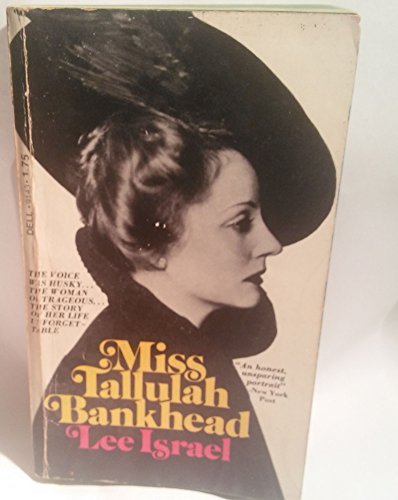 DELL • 9143 • 1.75
THE VOICE
WAS HUSKY...
THE WOMAN
OUTRAGEOUS...
THE STORY
OF HER LIFE
UNFORGET-
TABLE
Miss
Tallulah
Bankhead
Lee Israel
"An honest,
unsparing
portrait"
—New York
Post